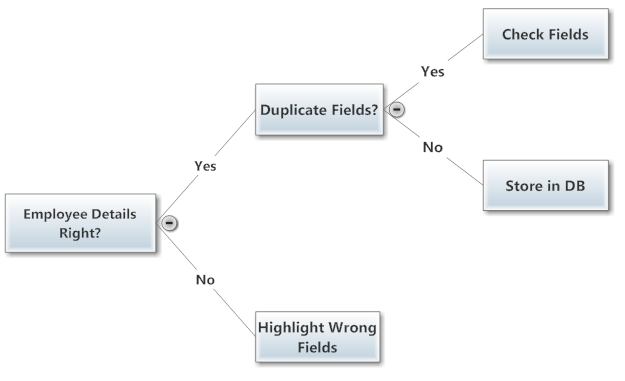 Check Fields
Yes
Duplicate Fields?
No
Yes
Store in DB
Employee Details
Right?
No
Highlight Wrong
Fields